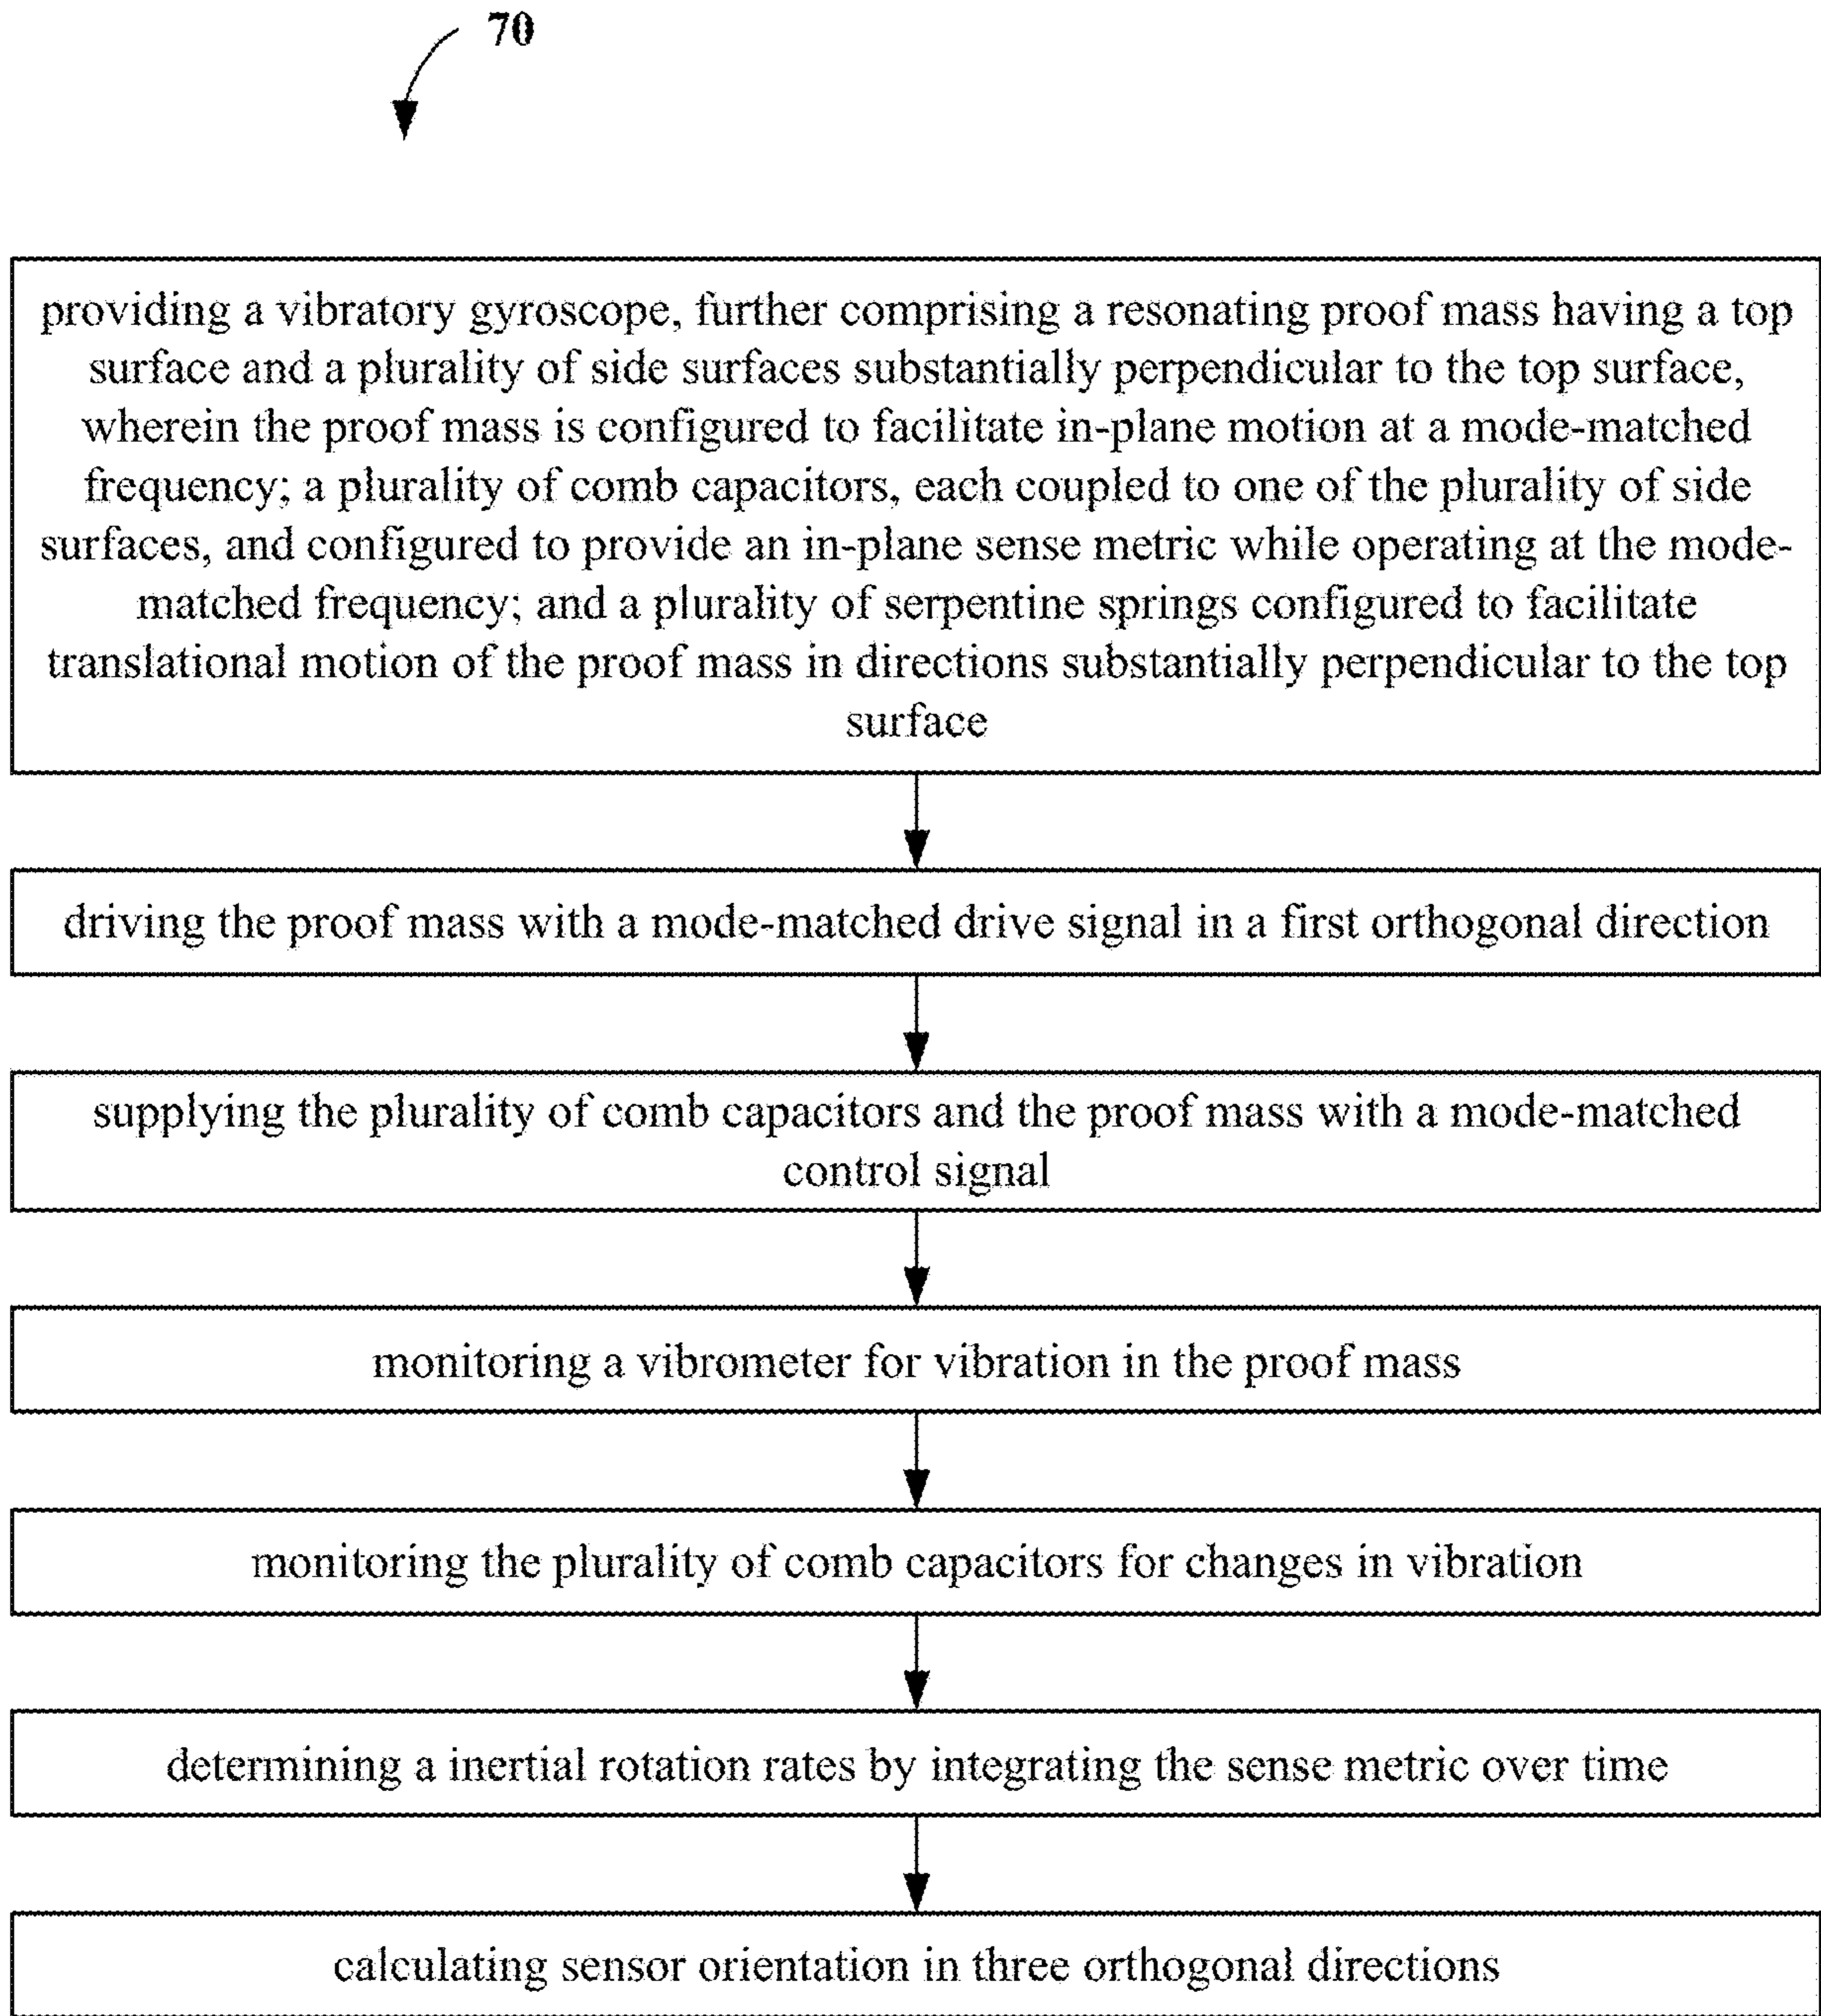 70
providing a vibratory gyroscope, further comprising a resonating proof mass having a top
surface and a plurality of side surfaces substantially perpendicular to the top surface,
wherein the proof mass is configured to facilitate in-plane motion at a mode-matched
frequency; a plurality of comb capacitors, each coupled to one of the plurality of side
surfaces, and configured to provide an in-plane sense metric while operating at the mode-
matched frequency; and a plurality of serpentine springs configured to facilitate
translational motion of the proof mass in directions substantially perpendicular to the top
surface
driving the proof mass with a mode-matched drive signal in a first orthogonal direction
supplying the plurality of comb capacitors and the proof mass with a mode-matched
control signal
monitoring a vibrometer for vibration in the proof mass
monitoring the plurality of comb capacitors for changes in vibration
determining a inertial rotation rates by integrating the sense metric over time
calculating sensor orientation in three orthogonal directions